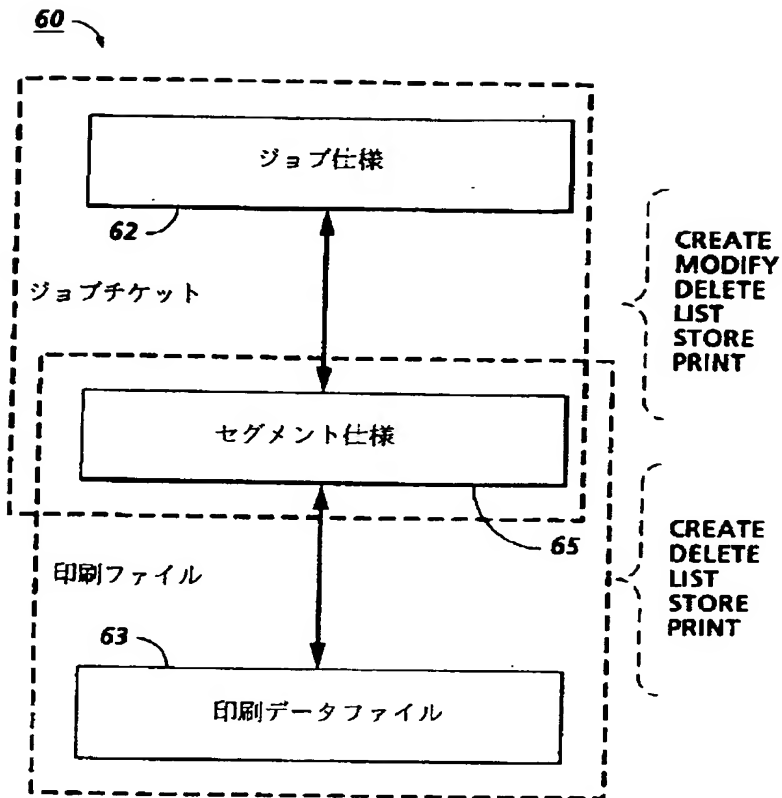 60
ジョブ仕様
62
ジョブチケット
CREATE
MODIFY
DELETE
LIST
STORE
PRINT
セグメント仕様
65
印刷ファイル
CREATE
DELETE
LIST
STORE
PRINT
63
印刷データファイル